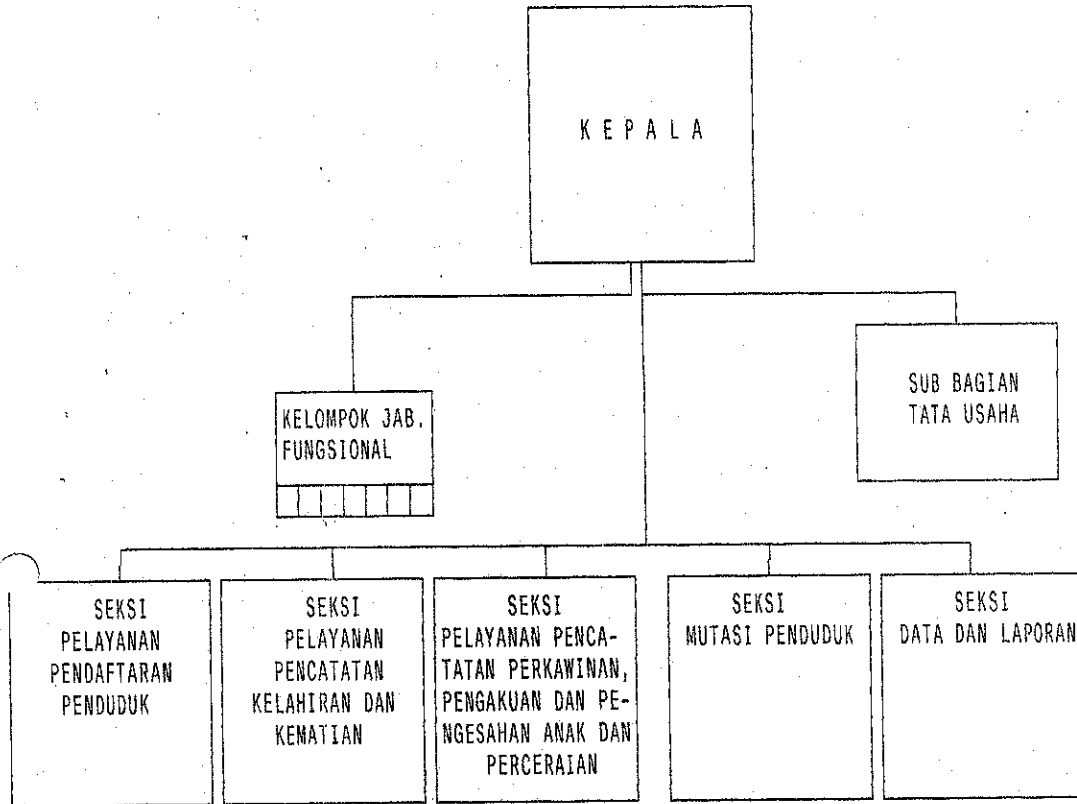 K E P A L A
SUB BAGIAN
TATA USAHA
KELOMPOK JAB.
FUNGSIONAL
SEKSI
PELAYANAN
PENDAFTARAN
PENDUDUK
SEKSI
PELAYANAN
PENCATATAN
KELAHIRAN DAN
KEMATIAN
SEKSI
PELAYANAN PENCA-
TATAN PERKAWINAN,
PENGAKUAN DAN PE-
NGESAHAN ANAK DAN
PERCERAIAN
SEKSI
MUTASI PENDUDUK
SEKSI
DATA DAN LAPORAN